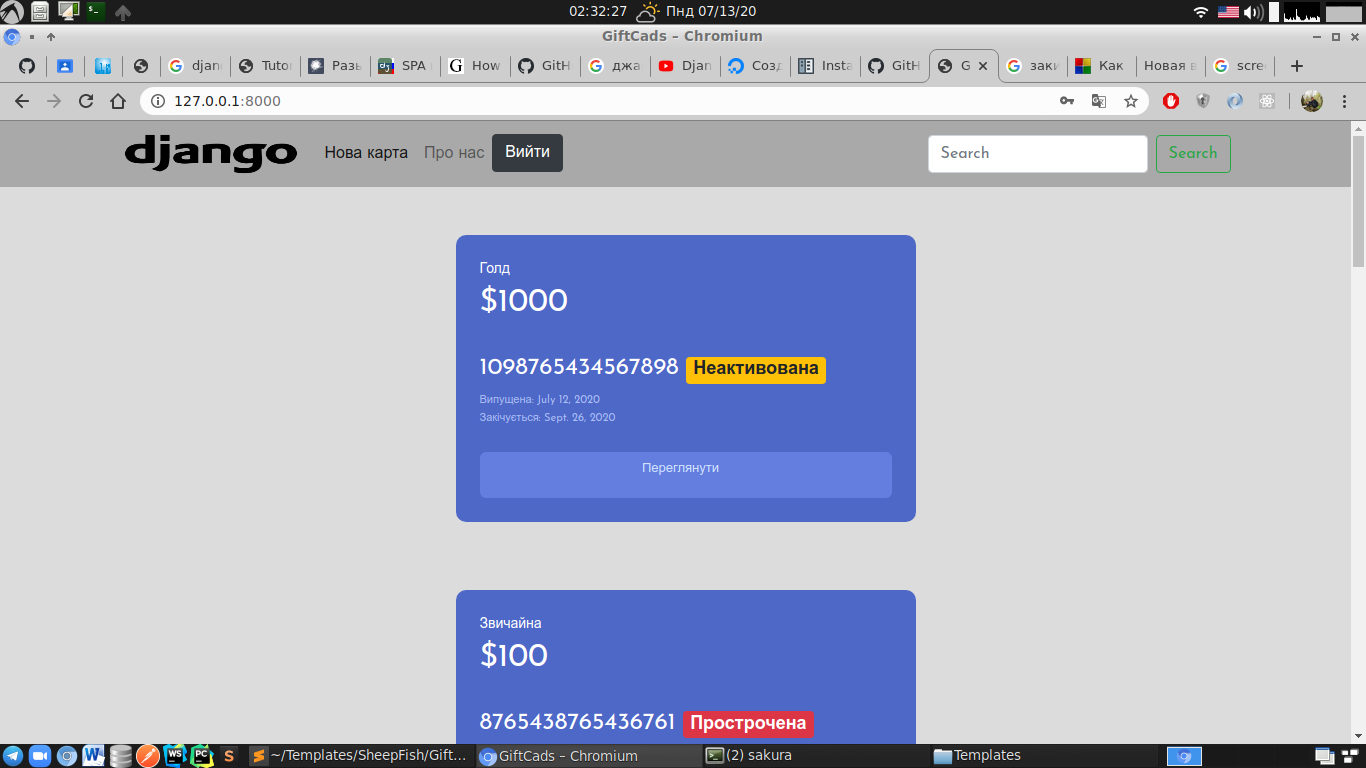 02:32:27 Пнд 07/13/20
GiftCads – Chromium
djan Tuto Разь SPA How GitH джа Djan Созд Insta GitH G заки Как Новая в scre
127.0.0.1:8000
django Нова карта Про нас Вийти Search Search
Голд
$1000
1098765434567898 Неактивована
Випущена: July 12, 2020
Закічується: Sept. 26, 2020
Переглянути
Звичайна
$100
8765438765436761 Прострочена
~/Templates/SheepFish/Gift... GiftCads – Chromium (2) sakura Templates